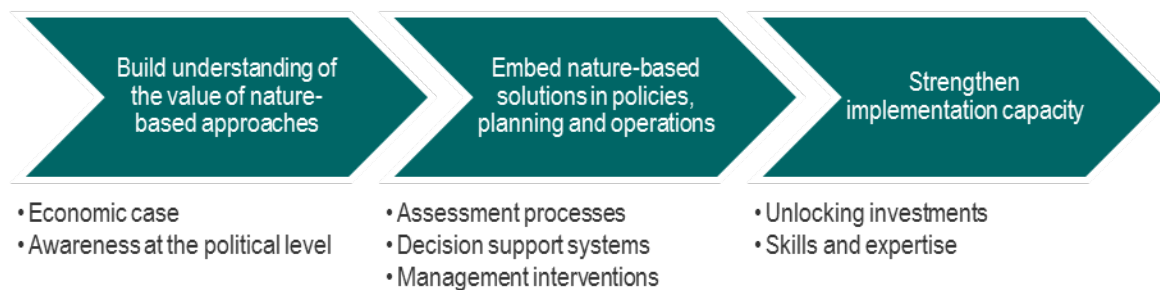 Build understanding of
the value of nature-
based approaches
• Economic case
• Awareness at the political level
Embed nature-based
solutions in policies,
planning and operations
• Assessment processes
• Decision support systems
• Management interventions
Strengthen
implementation capacity
• Unlocking investments
• Skills and expertise